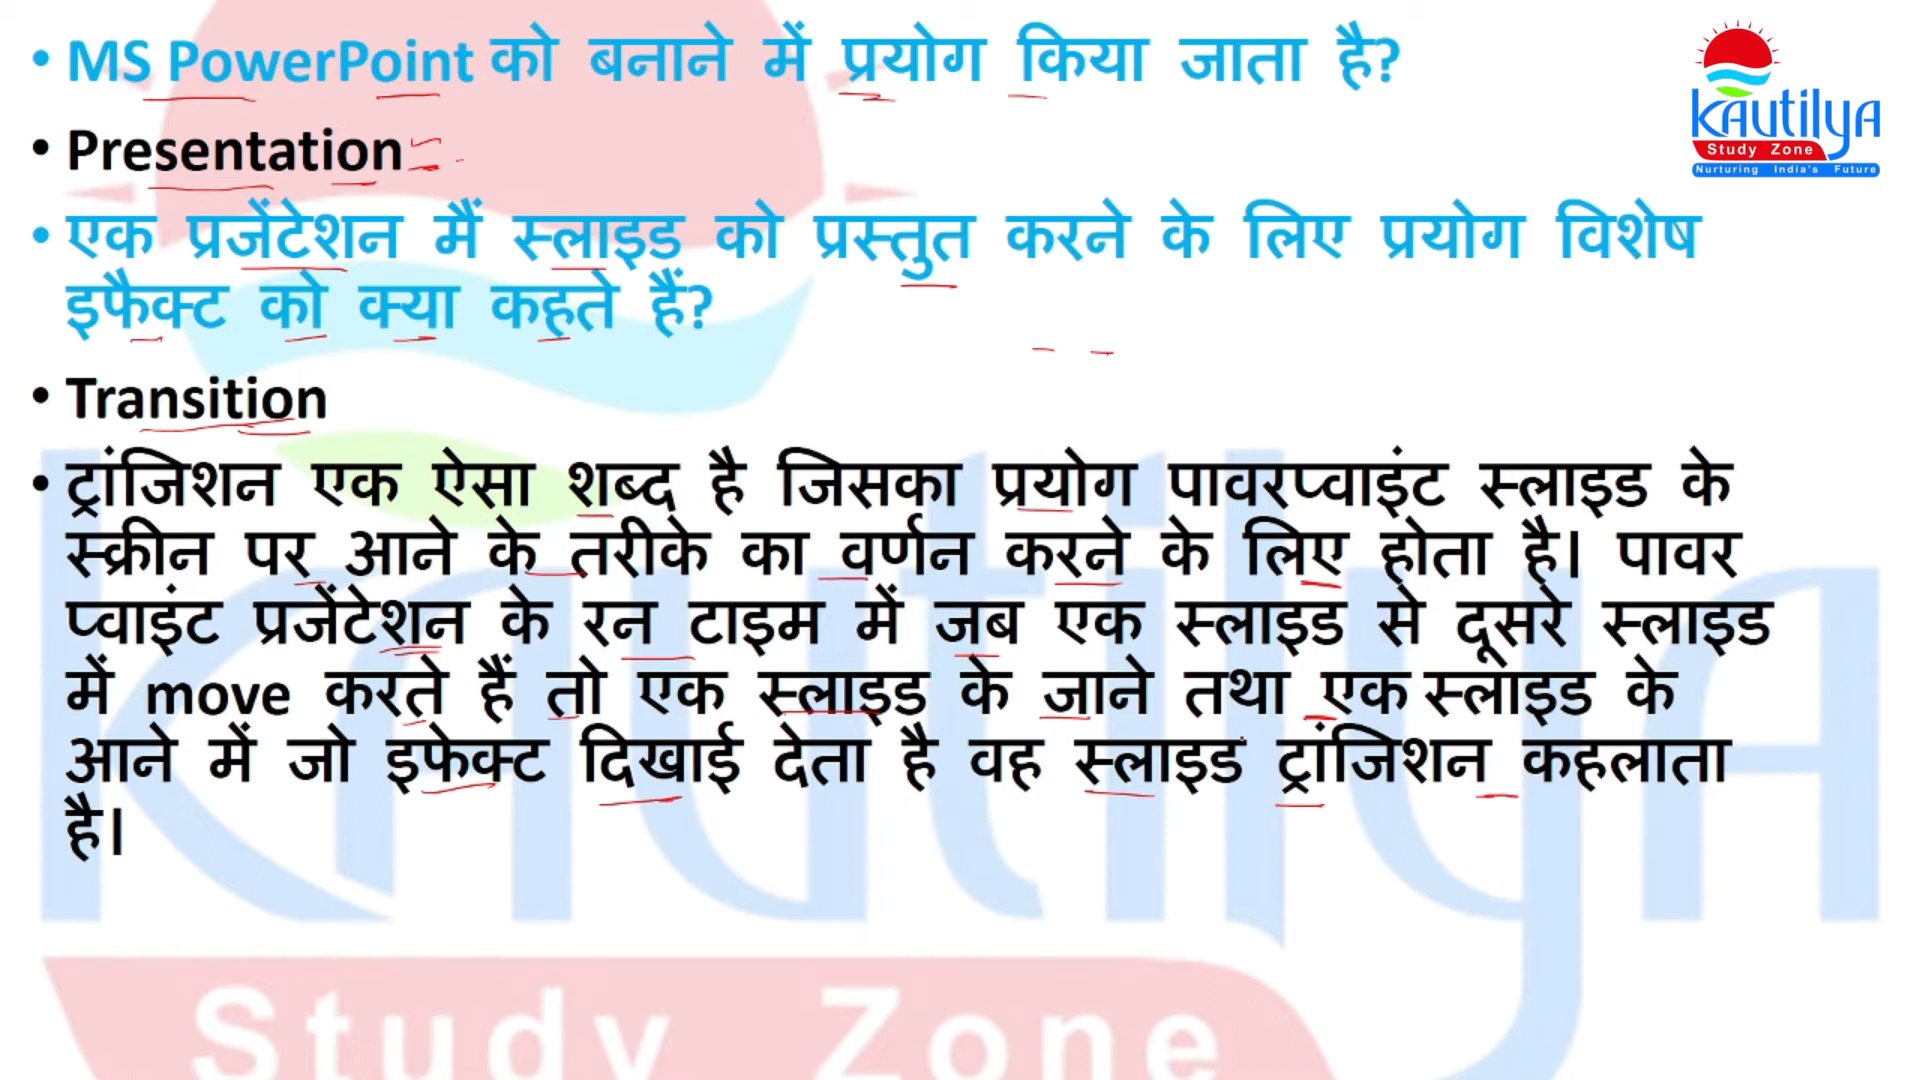 • MS PowerPoint को बनाने में प्रयोग किया जाता है?
• Presentation
• एक प्रजेंटेशन मैं स्लाइड को प्रस्तुत करने के लिए प्रयोग विशेष
इफैक्ट को क्या कहते हैं?
• Transition
• ट्रांजिशन एक ऐसा शब्द है जिसका प्रयोग पावरप्वाइंट स्लाइड के
स्क्रीन पर आने के तरीके का वर्णन करने के लिए होता है। पावर
प्वाइंट प्रजेंटेशन के रन टाइम में जब एक स्लाइड से दूसरे स्लाइड
में move करते हैं तो एक स्लाइड के जाने तथा एक स्लाइड के
आने में जो इफेक्ट दिखाई देता है वह स्लाइड ट्रांजिशन कहलाता
है।
Kautilya
Study Zone
Nurturing India's Future
Kautilya
Study Zone